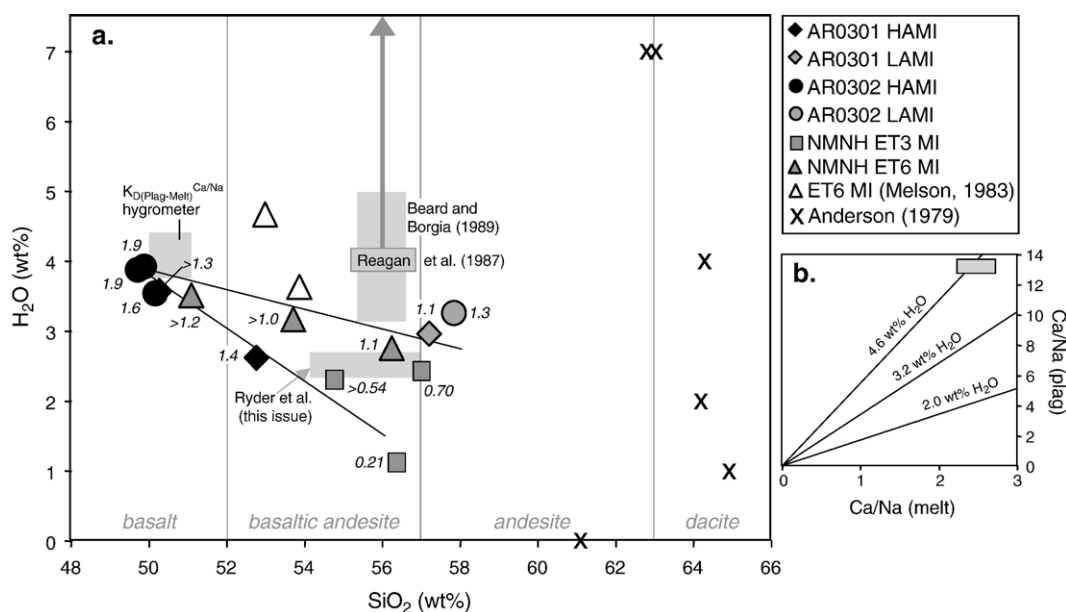 a.
H2O (wt%)
7
6
5
4
3
2
1
0
48
50
52
54
56
58
60
62
64
66
SiO2 (wt%)
KD(Plag-Melt)Ca/Na
hygrometer
1.9
>1.3
1.9
1.6
>1.2
1.4
>1.0
Beard and
Borgia (1989)
Reagan et al. (1987)
1.1
1.3
1.1
Ryder et al.
(this issue)
>0.54
0.70
0.21
basalt
basaltic andesite
andesite
dacite
X
X
X
X
X
X
AR0301 HAMI
AR0301 LAMI
AR0302 HAMI
AR0302 LAMI
NMNH ET3 MI
NMNH ET6 MI
ET6 MI (Melson, 1983)
X Anderson (1979)
b.
4.6 wt% H2O
3.2 wt% H2O
2.0 wt% H2O
14
12
10
8
6
4
2
0
Ca/Na (plag)
0
1
2
3
Ca/Na (melt)